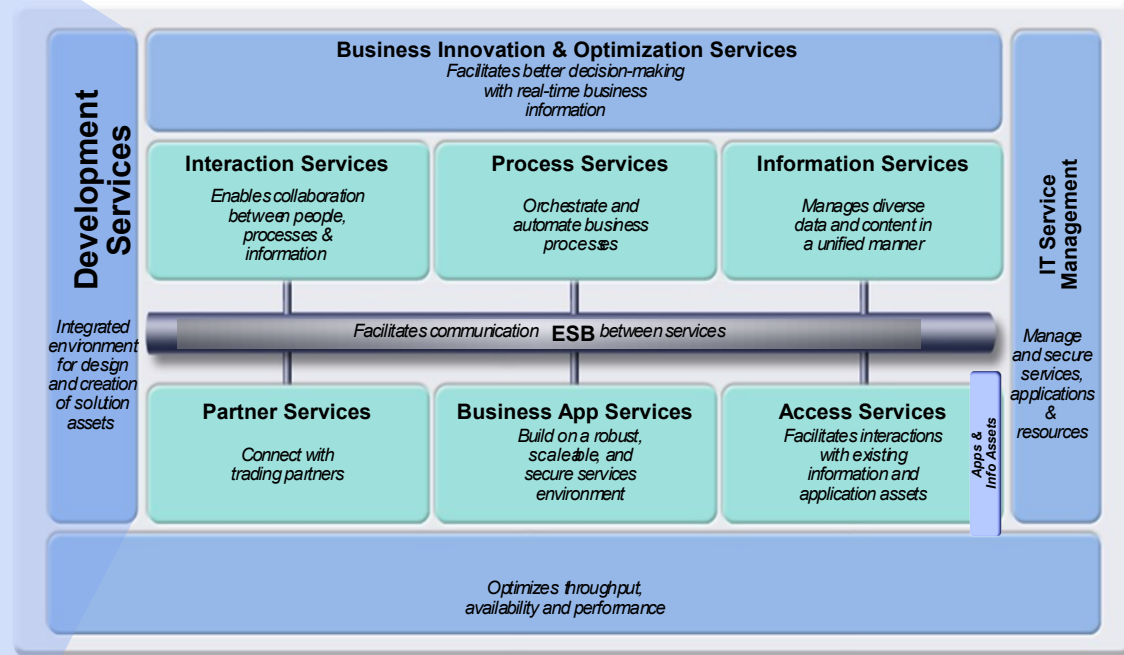 Business Innovation & Optimization Services
Facilitates better decision-making
with real-time business
information
Development
Services
Integrated
environment
for design
and creation
of solution
assets
Interaction Services
Enables collaboration
between people,
processes &
information
Process Services
Orchestrate and
automate business
processes
Information Services
Manages diverse
data and content in
a unified manner
IT Service
Management
Manage
and secure
services,
applications
&
resources
Facilitates communication ESB between services
Partner Services
Connect with
trading partners
Business App Services
Build on a robust,
scaleable, and
secure services
environment
Access Services
Facilitates interactions
with existing
information and
application assets
Apps &
Info Assets
Optimizes throughput,
availability and performance